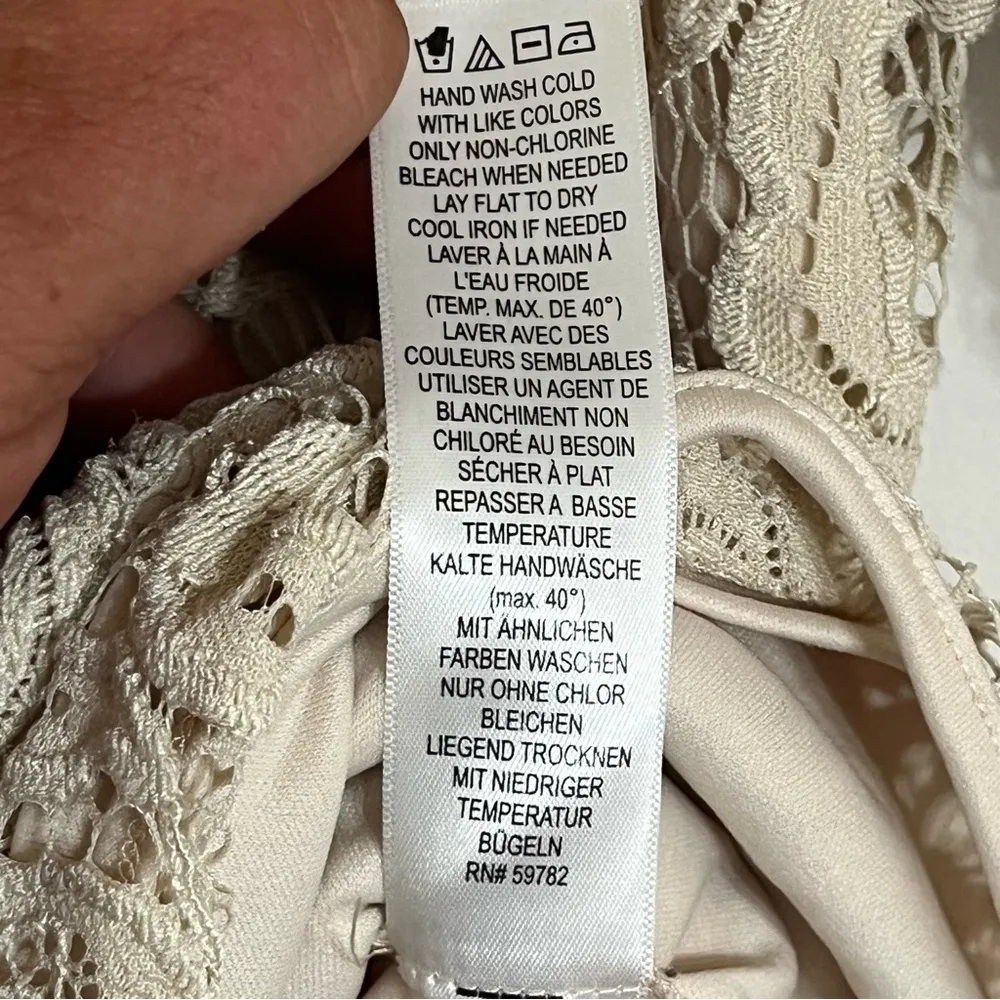 HAND WASH COLD
WITH LIKE COLORS
ONLY NON-CHLORINE
BLEACH WHEN NEEDED
LAY FLAT TO DRY
COOL IRON IF NEEDED
LAVER À LA MAIN À
L'EAU FROIDE
(TEMP. MAX. DE 40°)
LAVER AVEC DES
COULEURS SEMBLABLES
UTILISER UN AGENT DE
BLANCHIMENT NON
CHLORÉ AU BESOIN
SÉCHER À PLAT
REPASSER A BASSE
TEMPERATURE
KALTE HANDWÄSCHE
(max. 40°)
MIT ÄHNLICHEN
FARBEN WASCHEN
NUR OHNE CHLOR
BLEICHEN
LIEGEND TROCKNEN
MIT NIEDRIGER
TEMPERATUR
BÜGELN
RN# 59782